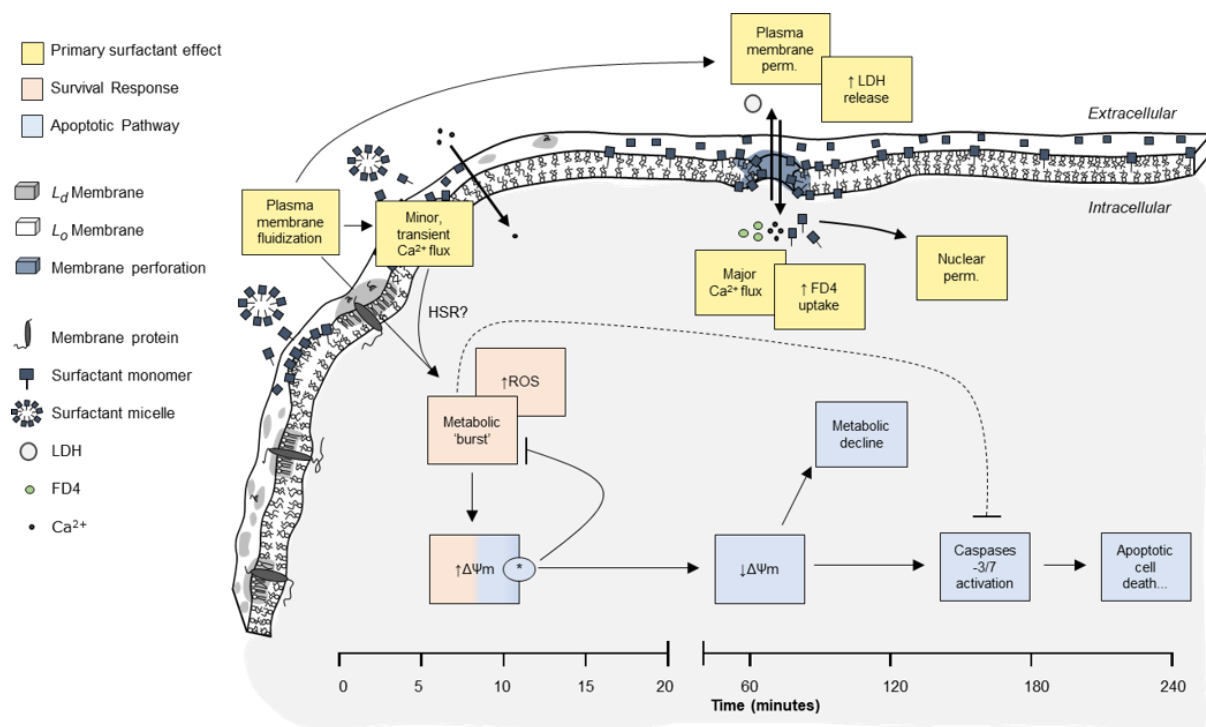 Primary surfactant effect
Survival Response
Apoptotic Pathway
Ld Membrane
Lo Membrane
Membrane perforation
Membrane protein
Surfactant monomer
Surfactant micelle
LDH
FD4
Ca²⁺
Plasma
membrane
perm.
↑ LDH
release
Extracellular
Intracellular
Plasma
membrane
fluidization
Minor,
transient
Ca²⁺ flux
Major
Ca²⁺ flux
↑ FD4
uptake
Nuclear
perm.
HSR?
↑ROS
Metabolic
‘burst’
Metabolic
decline
↑ΔΨm
*
↓ΔΨm
Caspases
-3/7
activation
Apoptotic
cell
death...
0 5 10 15 20 60 120 180 240
Time (minutes)